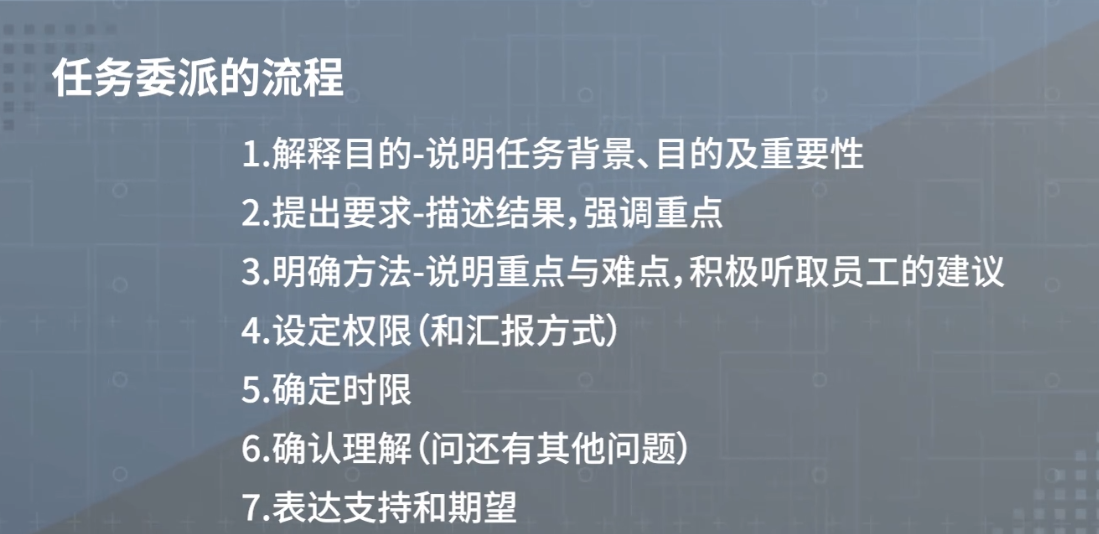 任务委派的流程
1.解释目的-说明任务背景、目的及重要性
2.提出要求-描述结果，强调重点
3.明确方法-说明重点与难点，积极听取员工的建议
4.设定权限（和汇报方式）
5.确定时限
6.确认理解（问还有其他问题）
7.表达支持和期望